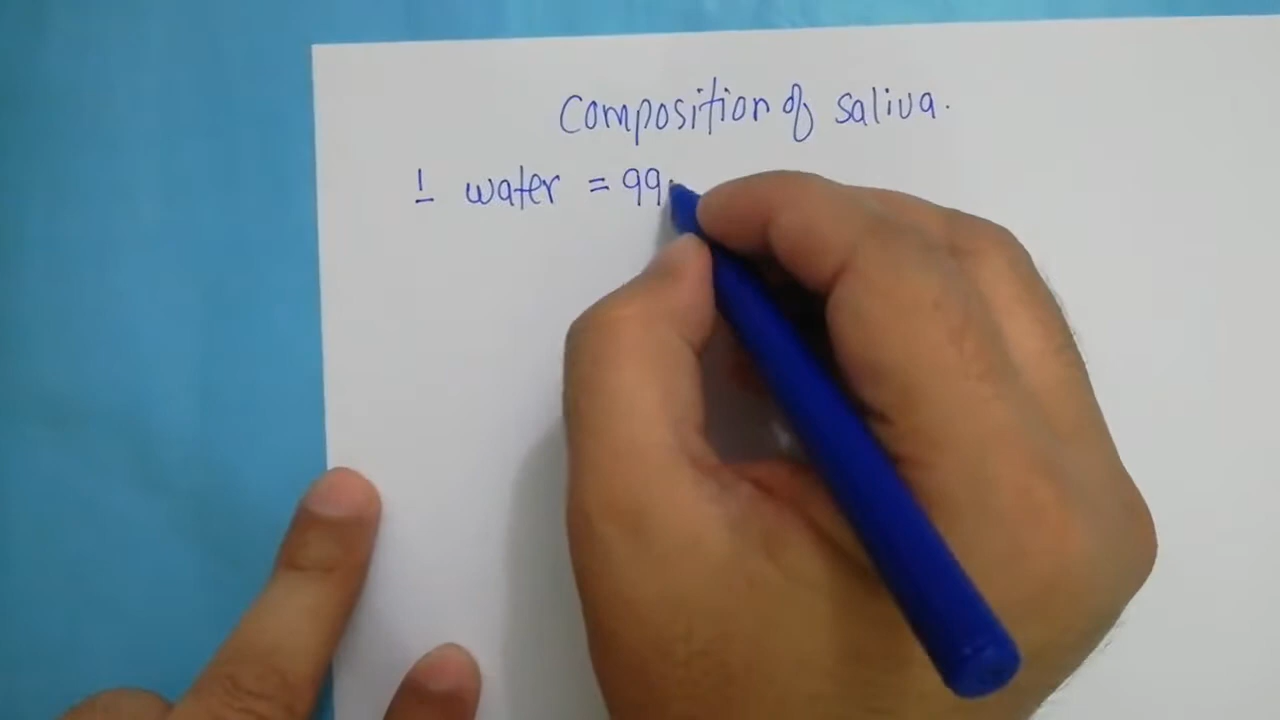 Composition of saliva.
1 water = 99.